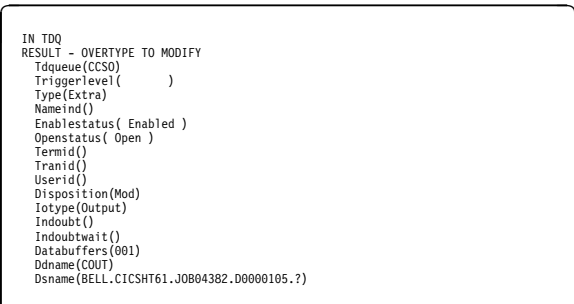 IN TDQ
RESULT - OVERTYPE TO MODIFY
Tdqueue(CCSO)
Triggerlevel(       )
Type(Extra)
Nameind()
Enablestatus( Enabled )
Openstatus( Open )
Termid()
Tranid()
Userid()
Disposition(Mod)
Iotype(Output)
Indoubt()
Indoubtwait()
Databuffers(001)
Ddname(COUT)
Dsname(BELL.CICSHT61.JOB04382.D0000105.?)